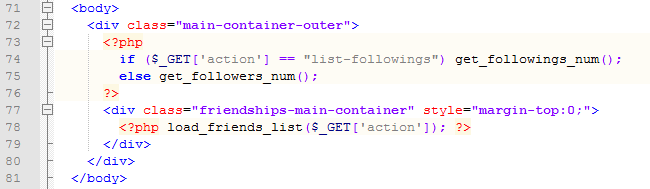 71 <body>
72 <div class="main-container-outer">
73 <?php
74 if ($_GET['action'] == "list-followings") get_followings_num();
75 else get_followers_num();
76 ?>
77 <div class="friendships-main-container" style="margin-top:0;">
78 <?php load_friends_list($_GET['action']); ?>
79 </div>
80 </div>
81 </body>